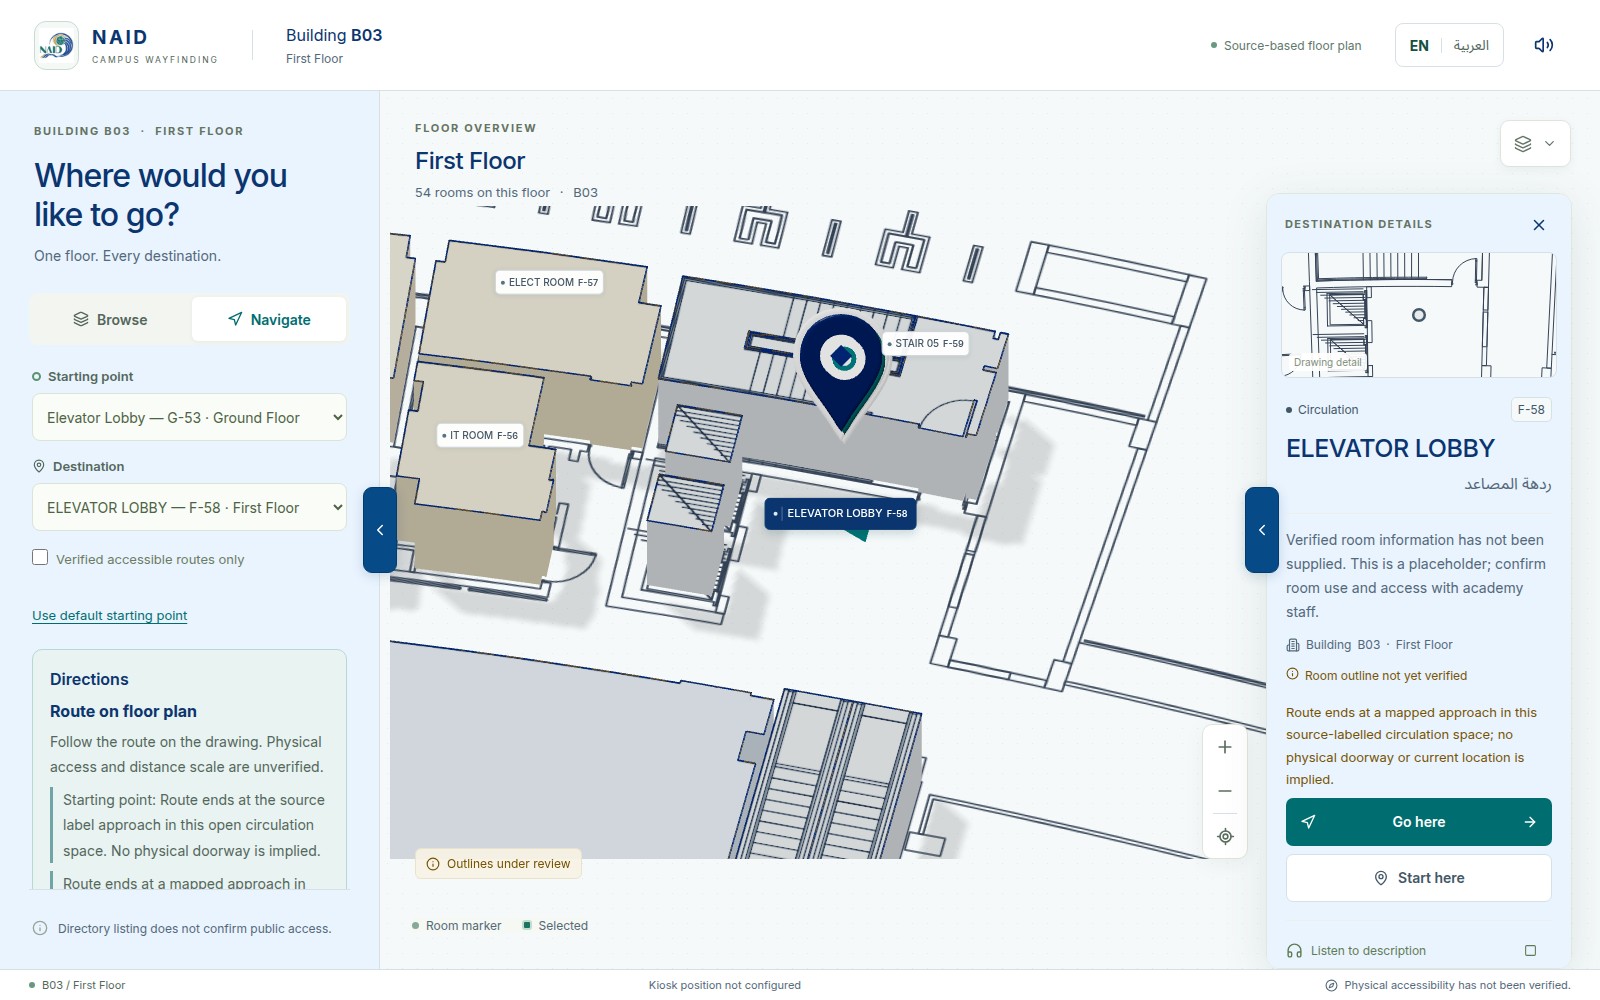 NAID
NAID
CAMPUS WAYFINDING
Building B03
First Floor
Source-based floor plan
EN
العربية
BUILDING B03 · FIRST FLOOR
Where would you
like to go?
One floor. Every destination.
Browse
Navigate
Starting point
Elevator Lobby — G-53 · Ground Floor
Destination
ELEVATOR LOBBY — F-58 · First Floor
Verified accessible routes only
Use default starting point
Directions
Route on floor plan
Follow the route on the drawing. Physical
access and distance scale are unverified.
Starting point: Route ends at the source
label approach in this open circulation
space. No physical doorway is implied.
Route ends at a mapped approach in
Directory listing does not confirm public access.
FLOOR OVERVIEW
First Floor
54 rooms on this floor · B03
ELECT ROOM F-57
STAIR 05 F-59
IT ROOM F-56
ELEVATOR LOBBY F-58
Outlines under review
Room marker
Selected
DESTINATION DETAILS
Drawing detail
Circulation
F-58
ELEVATOR LOBBY
ردهة المصاعد
Verified room information has not been
supplied. This is a placeholder; confirm
room use and access with academy
staff.
Building B03 · First Floor
Room outline not yet verified
Route ends at a mapped approach in this
source-labelled circulation space; no
physical doorway or current location is
implied.
Go here
Start here
Listen to description
B03 / First Floor
Kiosk position not configured
Physical accessibility has not been verified.